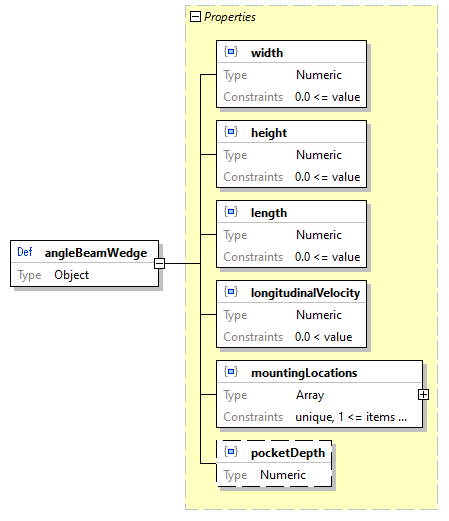 Properties
width
Type Numeric
Constraints 0.0 <= value
height
Type Numeric
Constraints 0.0 <= value
length
Type Numeric
Constraints 0.0 <= value
Def angleBeamWedge
Type Object
longitudinalVelocity
Type Numeric
Constraints 0.0 < value
mountingLocations
Type Array
Constraints unique, 1 <= items ...
pocketDepth
Type Numeric